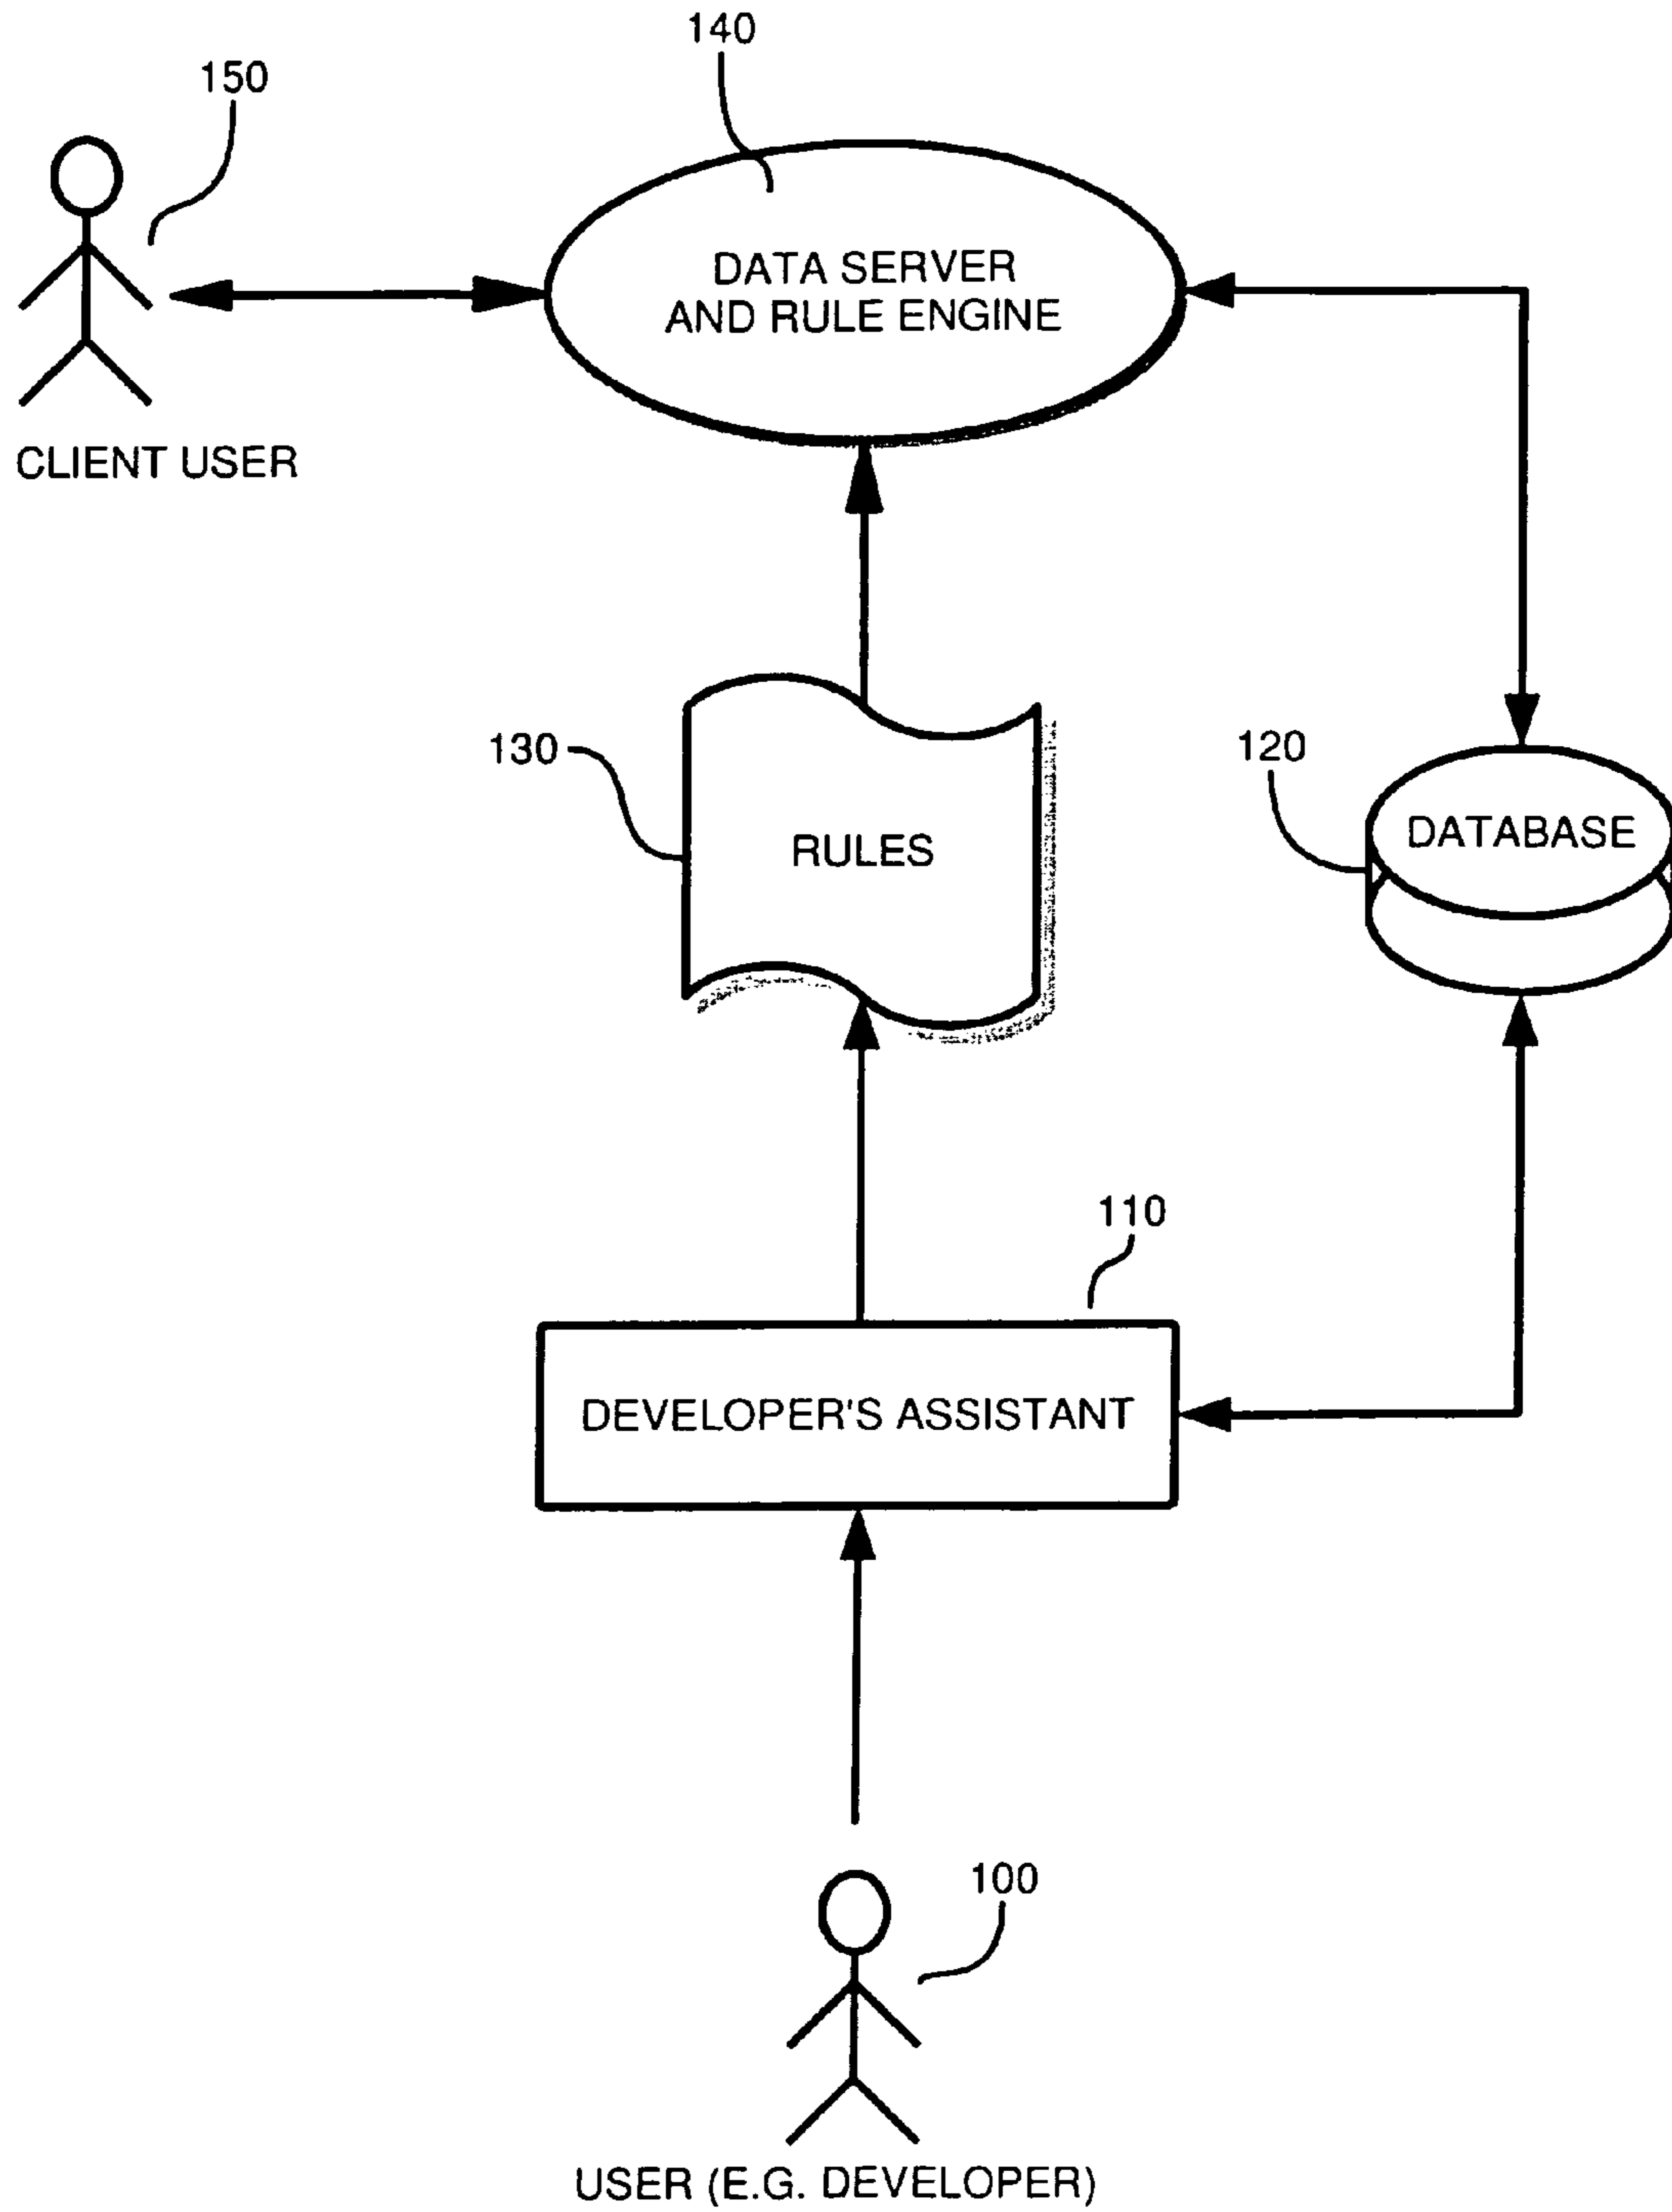 140
150
DATA SERVER
AND RULE ENGINE
CLIENT USER
130
120
DATABASE
RULES
110
DEVELOPER'S ASSISTANT
100
USER (E.G. DEVELOPER)